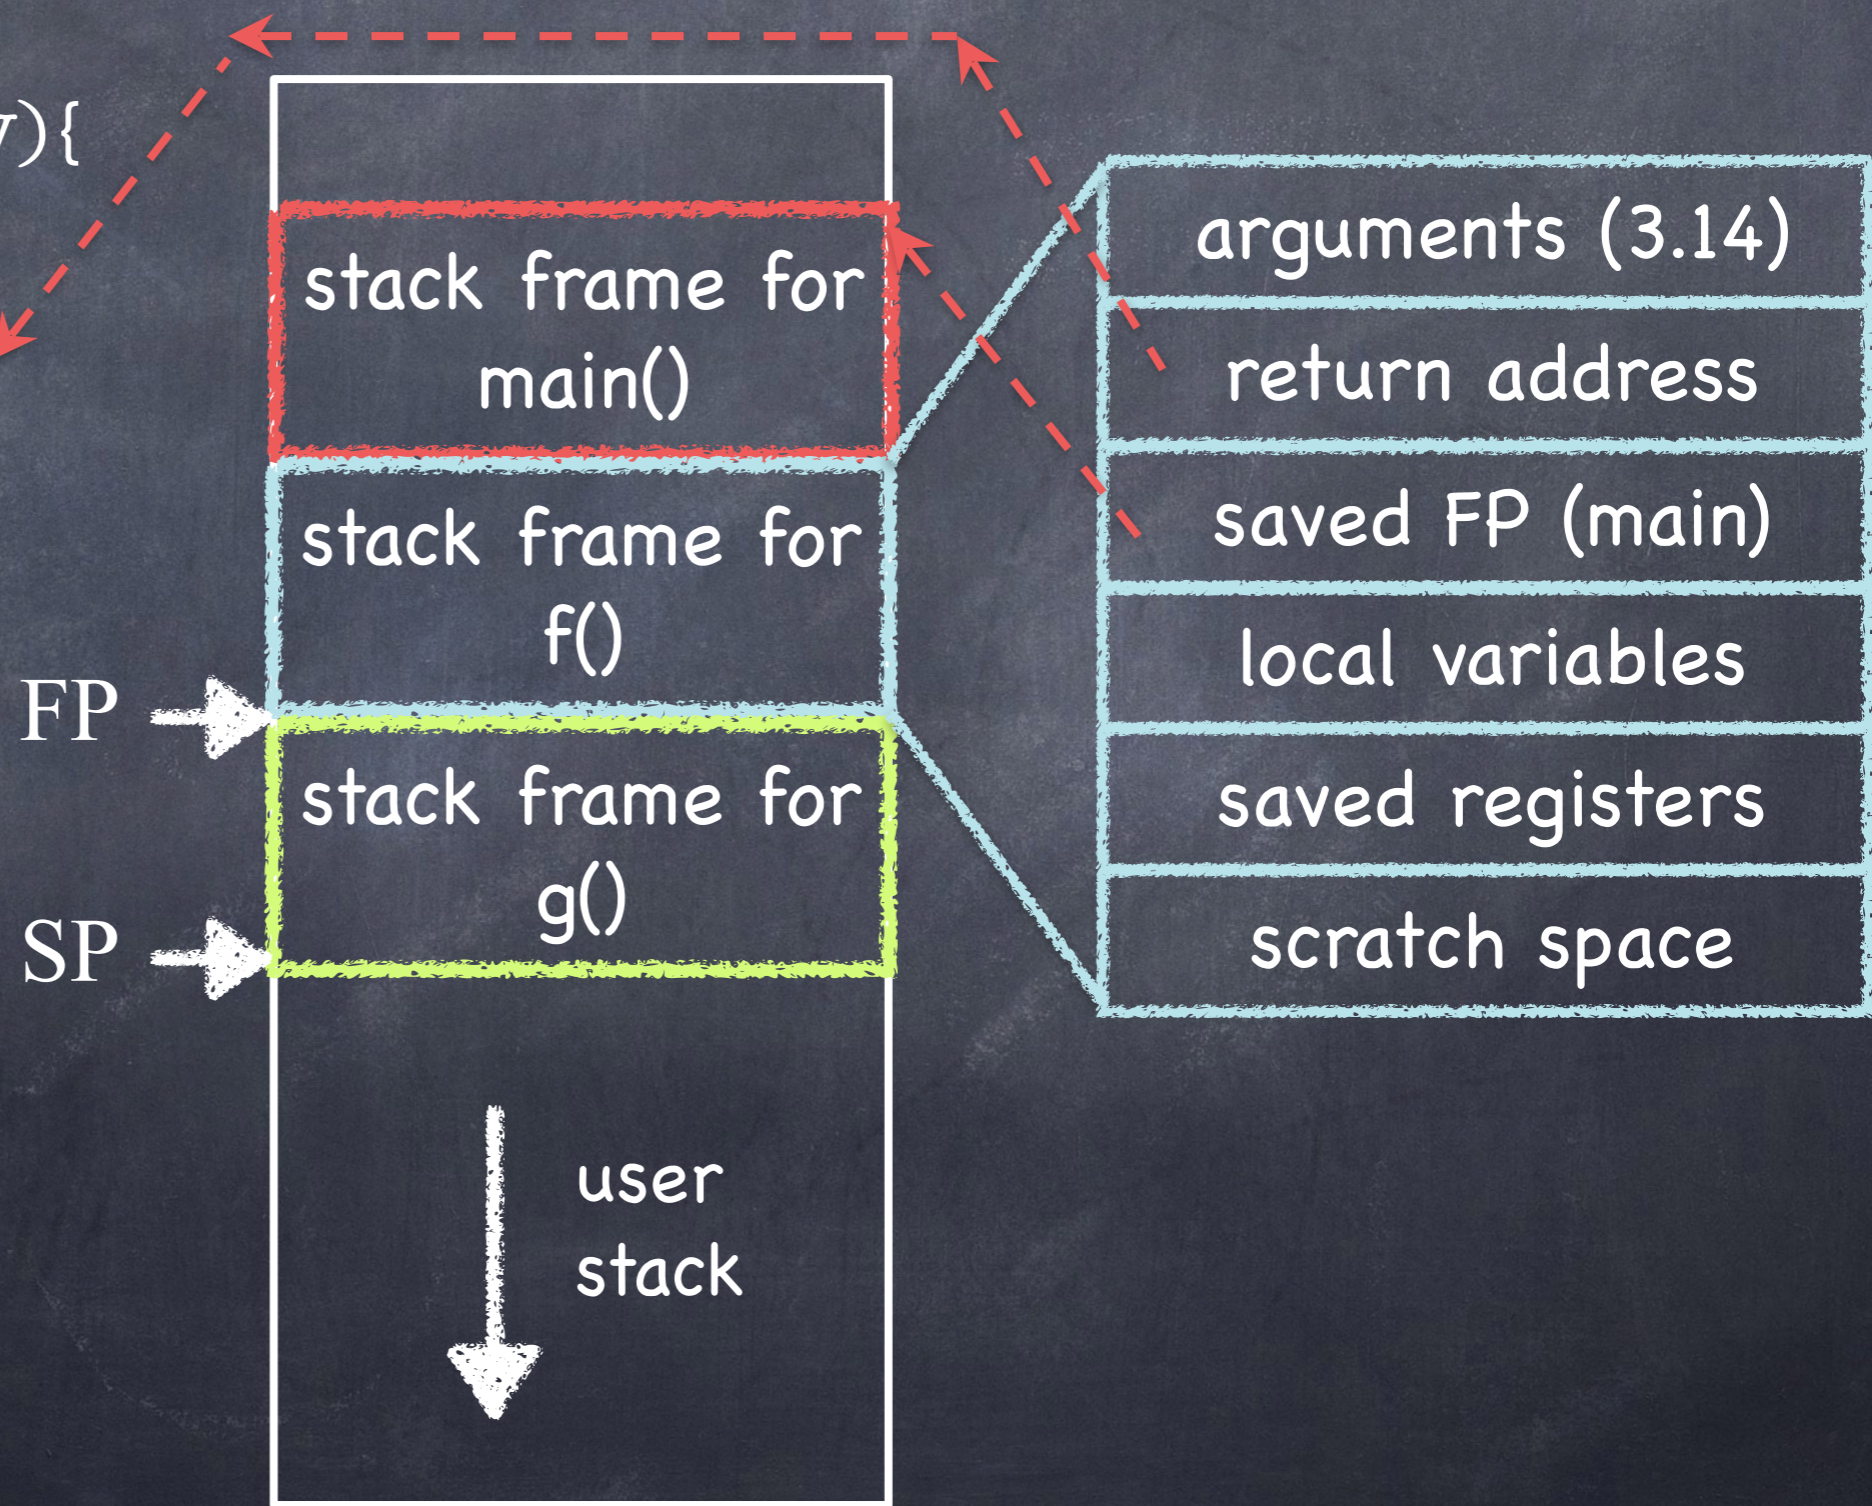 ){
stack frame for
main()
stack frame for
f()
FP
stack frame for
g()
SP
user
stack
arguments (3.14)
return address
saved FP (main)
local variables
saved registers
scratch space